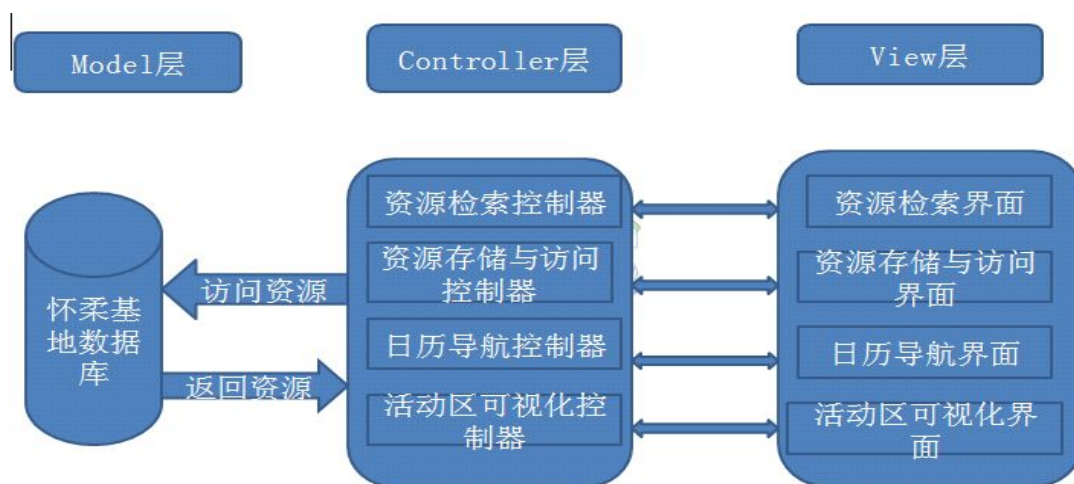 Model层
Controller层
View层
怀柔基
地数据
库
访问资源
返回资源
资源检索控制器
资源存储与访问
控制器
日历导航控制器
活动区可视化控
制器
资源检索界面
资源存储与访问
界面
日历导航界面
活动区可视化界
面